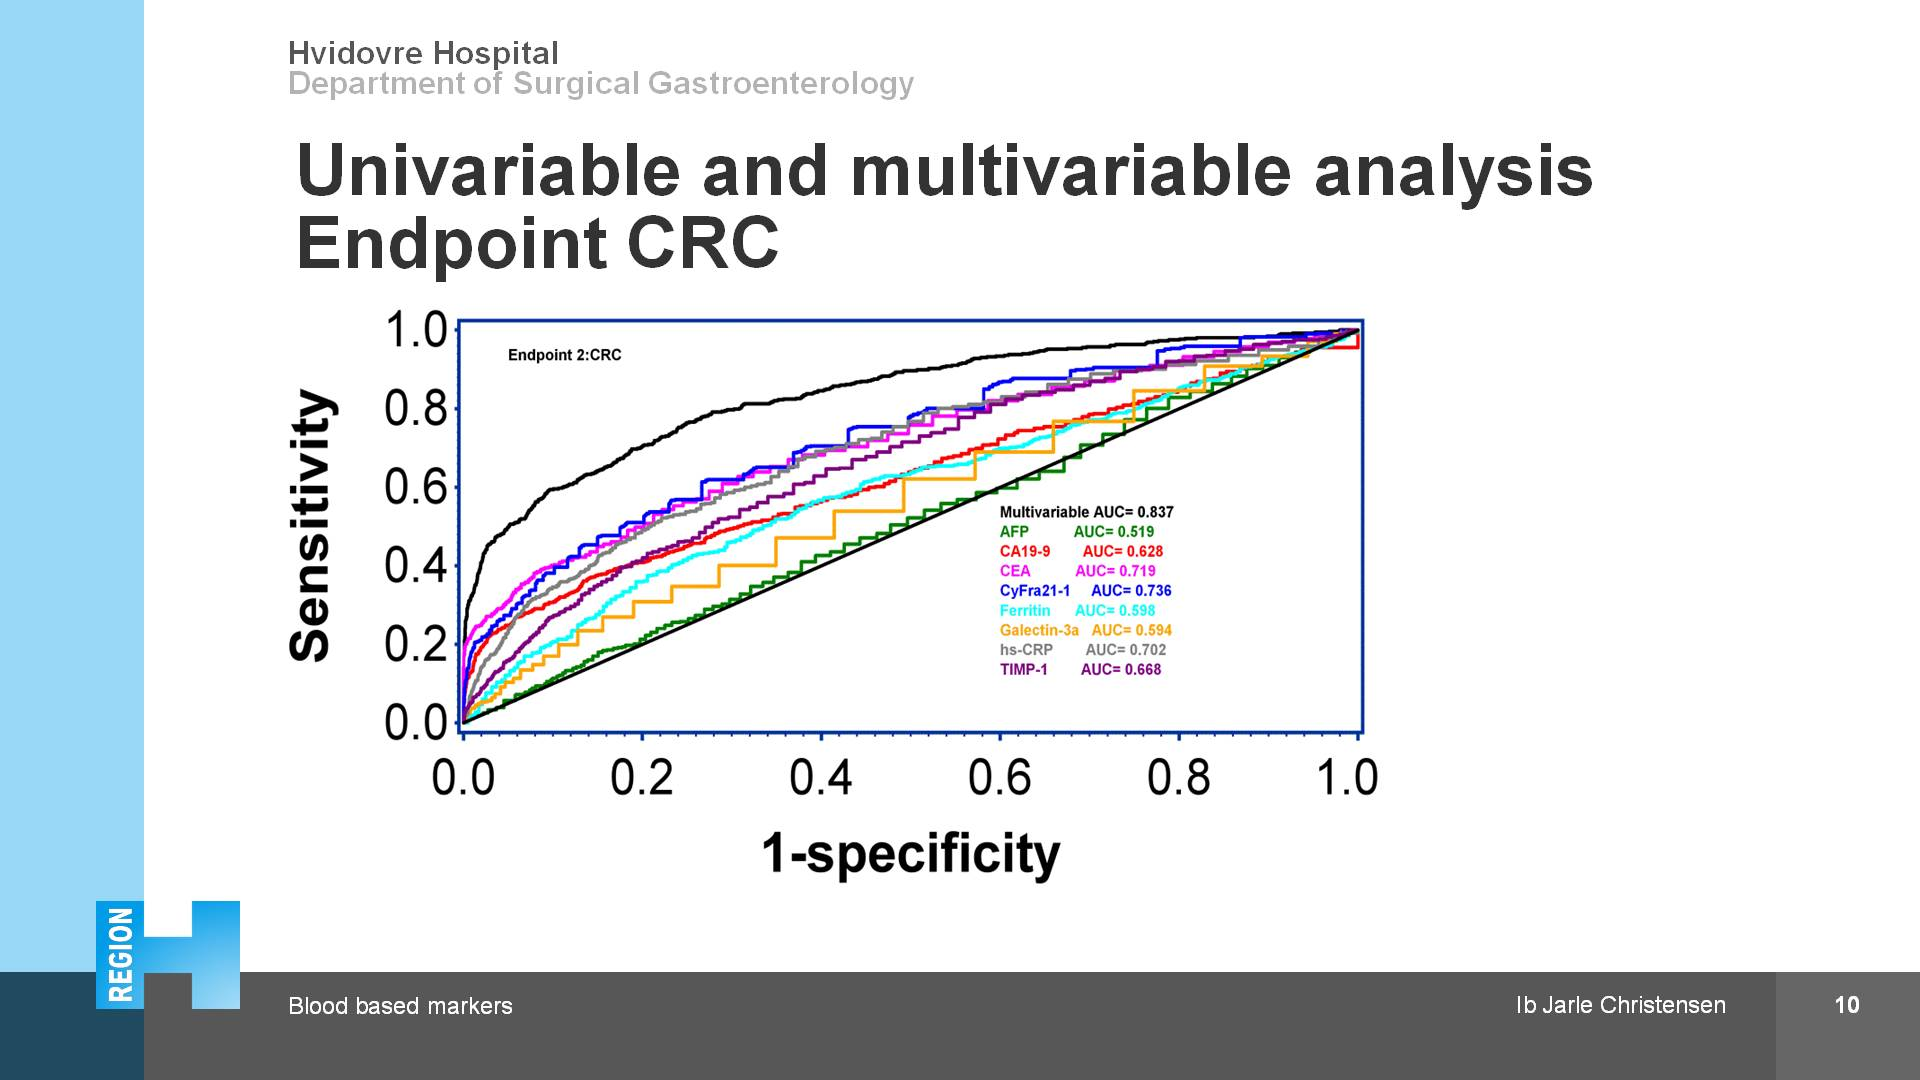 Hvidovre Hospital
Department of Surgical Gastroenterology
Univariable and multivariable analysis
Endpoint CRC
Endpoint 2:CRC
Sensitivity
1.0
0.8
0.6
0.4
0.2
0.0
Multivariable AUC= 0.837
AFP AUC= 0.519
CA19-9 AUC= 0.628
CEA AUC= 0.719
CyFra21-1 AUC= 0.736
Ferritin AUC= 0.598
Galectin-3a AUC= 0.594
hs-CRP AUC= 0.702
TIMP-1 AUC= 0.668
0.0 0.2 0.4 0.6 0.8 1.0
1-specificity
REGION
Blood based markers
Ib Jarle Christensen
10